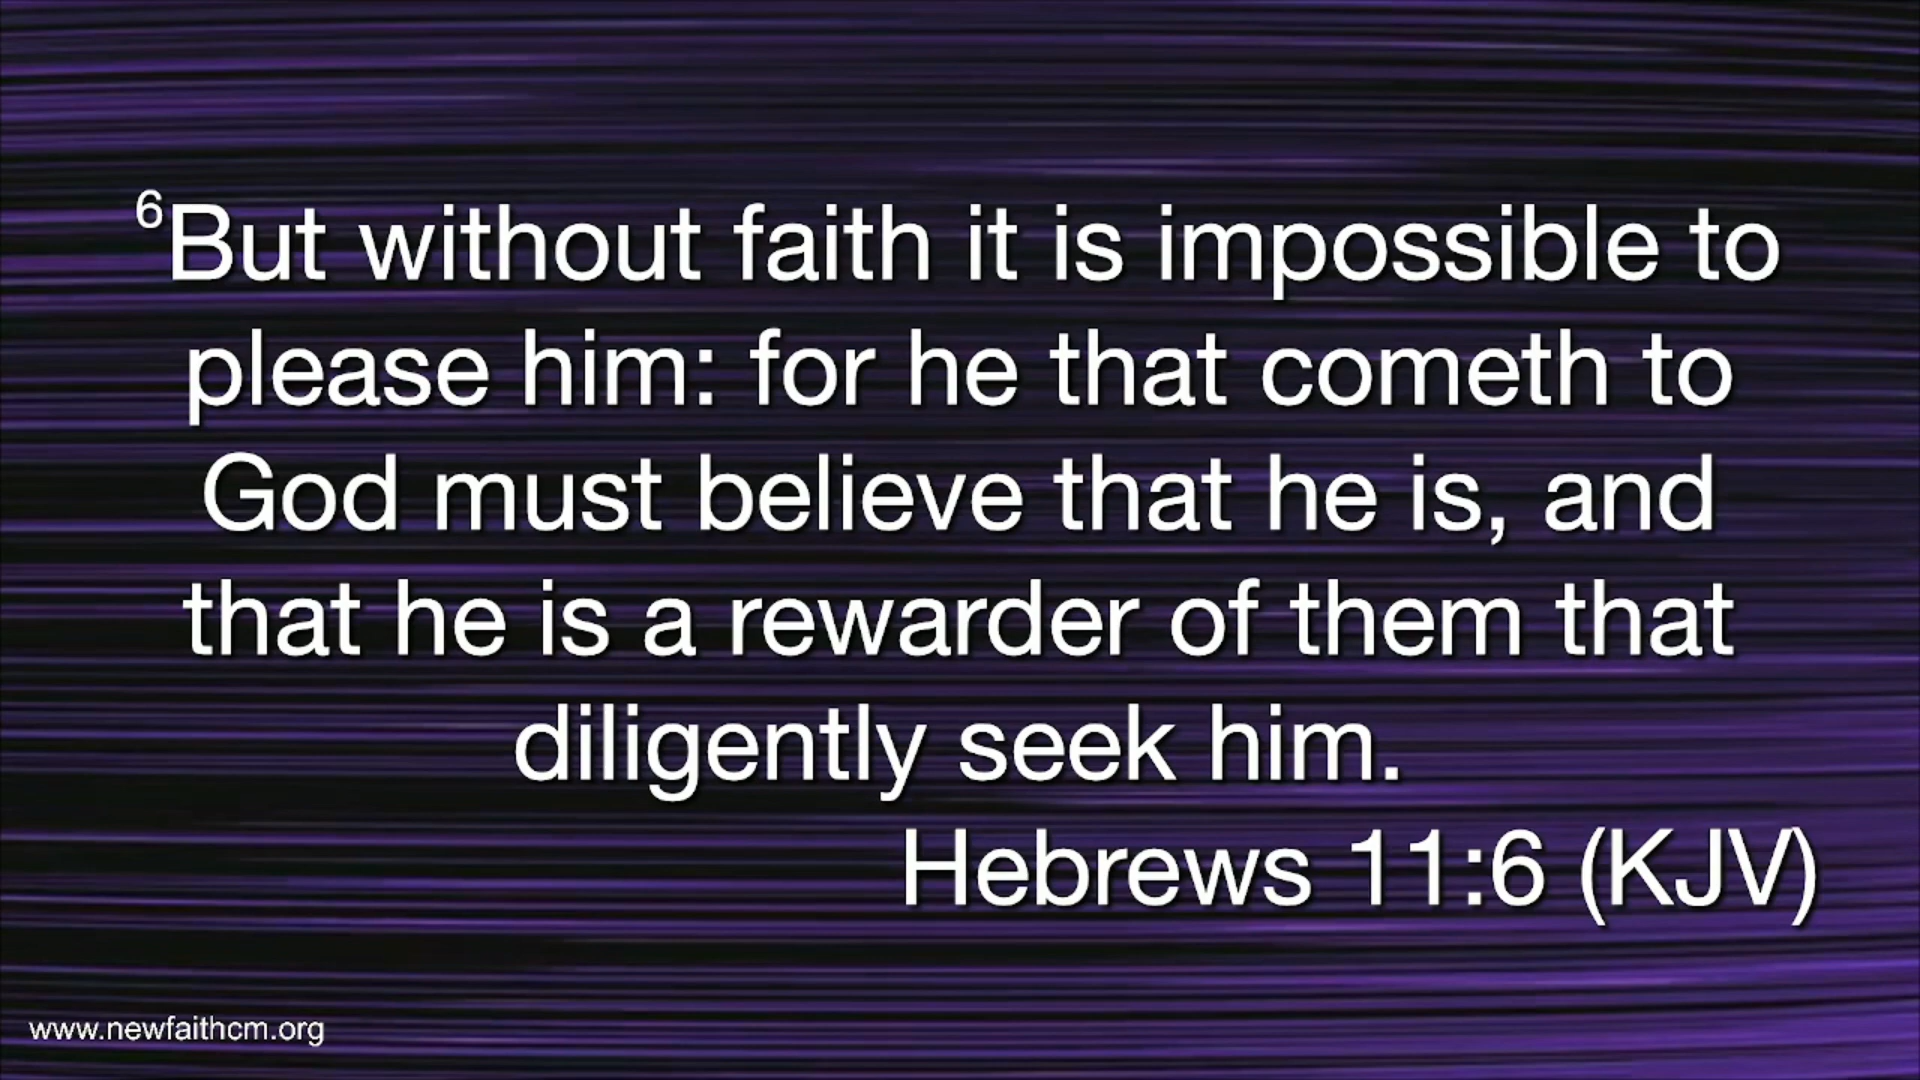 ⁶But without faith it is impossible to
please him: for he that cometh to
God must believe that he is, and
that he is a rewarder of them that
diligently seek him.
Hebrews 11:6 (KJV)
www.newfaithcm.org